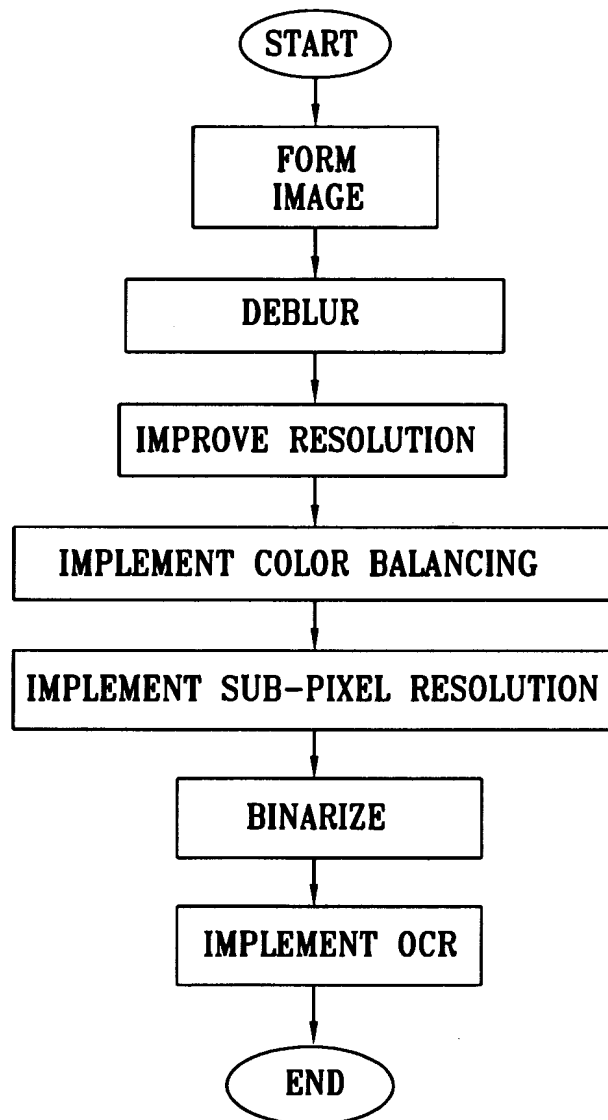 START
FORM
IMAGE
DEBLUR
IMPROVE RESOLUTION
IMPLEMENT COLOR BALANCING
IMPLEMENT SUB-PIXEL RESOLUTION
BINARIZE
IMPLEMENT OCR
END